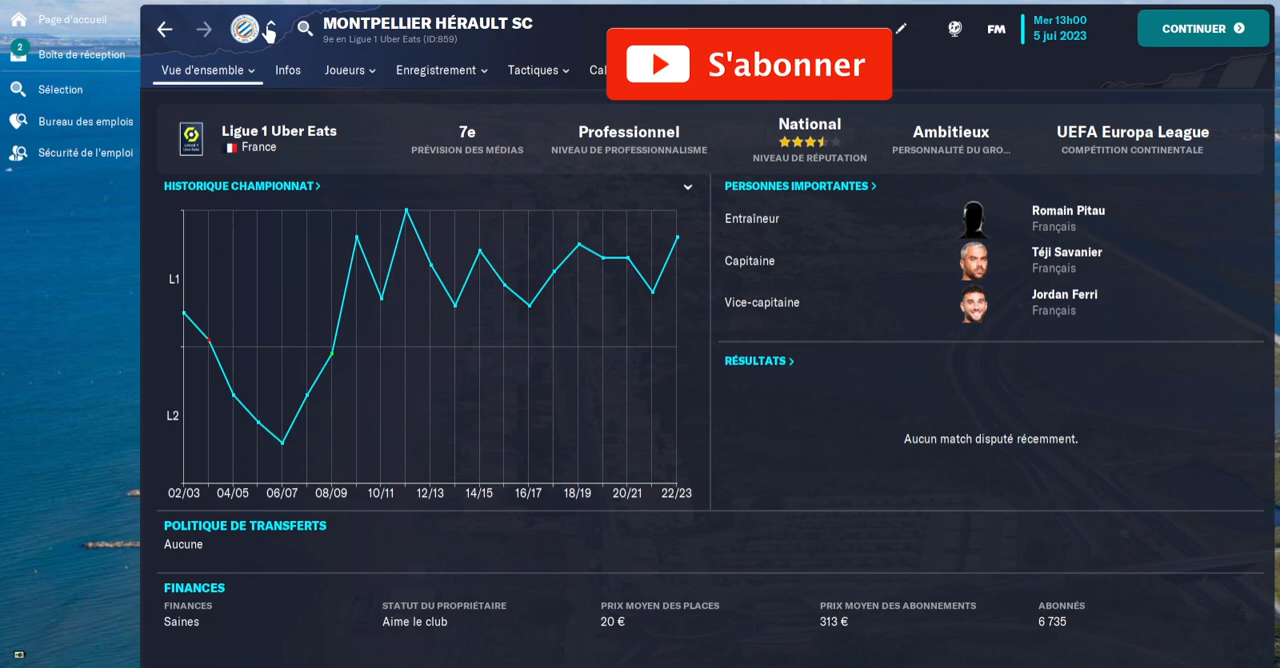 Page d'accueil
2
Boîte de réception
Sélection
Bureau des emplois
Sécurité de l'emploi
MONTPELLIER HÉRAULT SC
9e en Ligue 1 Uber Eats (ID:859)
FM
Mer 13h00
5 jui 2023
CONTINUER
Vue d'ensemble
Infos
Joueurs
Enregistrement
Tactiques
Cal
S'abonner
Ligue 1 Uber Eats
France
7e
PRÉVISION DES MÉDIAS
Professionnel
NIVEAU DE PROFESSIONNALISME
National
NIVEAU DE RÉPUTATION
Ambitieux
PERSONNALITÉ DU GRO...
UEFA Europa League
COMPÉTITION CONTINENTALE
HISTORIQUE CHAMPIONNAT
L1
L2
02/03 04/05 06/07 08/09 10/11 12/13 14/15 16/17 18/19 20/21 22/23
PERSONNES IMPORTANTES
Entraîneur
Romain Pitau
Français
Capitaine
Téji Savanier
Français
Vice-capitaine
Jordan Ferri
Français
RÉSULTATS
Aucun match disputé récemment.
POLITIQUE DE TRANSFERTS
Aucune
FINANCES
FINANCES
Saines
STATUT DU PROPRIÉTAIRE
Aime le club
PRIX MOYEN DES PLACES
20 €
PRIX MOYEN DES ABONNEMENTS
313 €
ABONNÉS
6 735